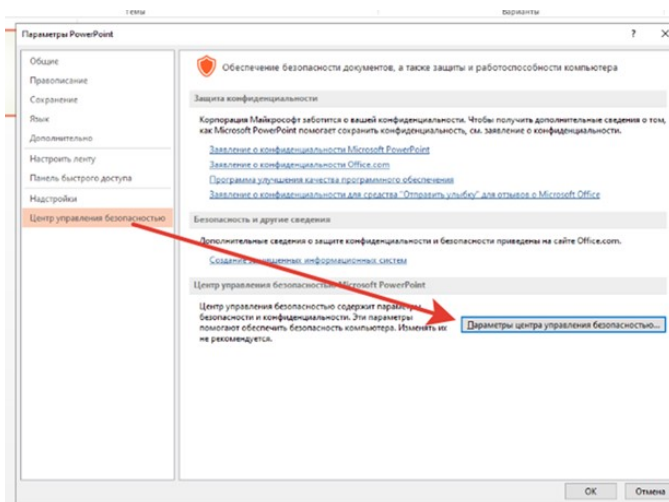 Темы Варианты
Параметры PowerPoint ? X
Общие
Правописание
Сохранение
Язык
Дополнительно
Настроить ленту
Панель быстрого доступа
Надстройки
Центр управления безопасностью
Обеспечение безопасности документов, а также защиты и работоспособности компьютера
Защита конфиденциальности
Корпорация Майкрософт заботится о вашей конфиденциальности. Чтобы получить дополнительные сведения о том,
как Microsoft PowerPoint помогает сохранить конфиденциальность, см. заявление о конфиденциальности.
Заявление о конфиденциальности Microsoft PowerPoint
Заявление о конфиденциальности Office.com
Программа улучшения качества программного обеспечения
Заявление о конфиденциальности для средства "Отправить улыбку" для отзывов о Microsoft Office
Безопасность и другие сведения
Дополнительные сведения о защите конфиденциальности и безопасности приведены на сайте Office.com.
Создание защищенных информационных систем
Центр управления безопасностью Microsoft PowerPoint
Центр управления безопасностью содержит параметры
безопасности и конфиденциальности. Эти параметры
помогают обеспечить безопасность компьютера. Изменять их
не рекомендуется.
Параметры центра управления безопасностью...
ОК Отмена